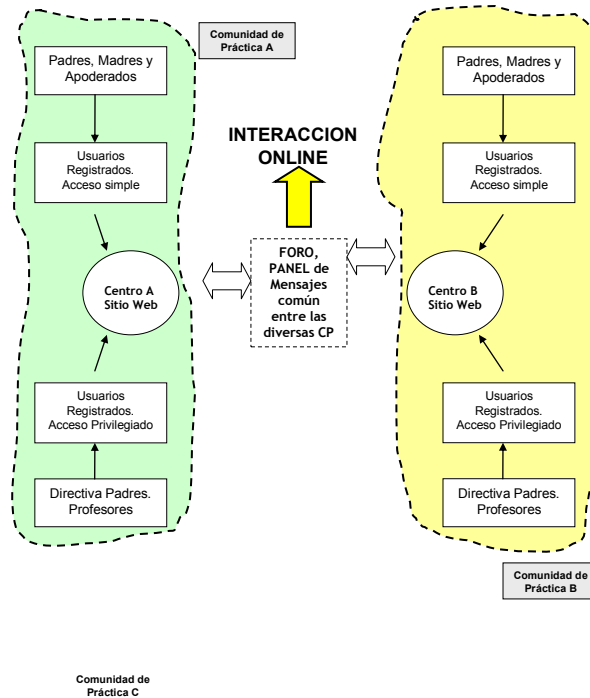 Comunidad de
Práctica A
Padres, Madres y
Apoderados
Usuarios
Registrados.
Acceso simple
Centro A
Sitio Web
Usuarios
Registrados.
Acceso Privilegiado
Directiva Padres.
Profesores
INTERACCION
ONLINE
FORO,
PANEL de
Mensajes
común
entre las
diversas CP
Padres, Madres y
Apoderados
Usuarios
Registrados.
Acceso simple
Centro B
Sitio Web
Usuarios
Registrados.
Acceso Privilegiado
Directiva Padres.
Profesores
Comunidad de
Práctica B
Comunidad de
Práctica C